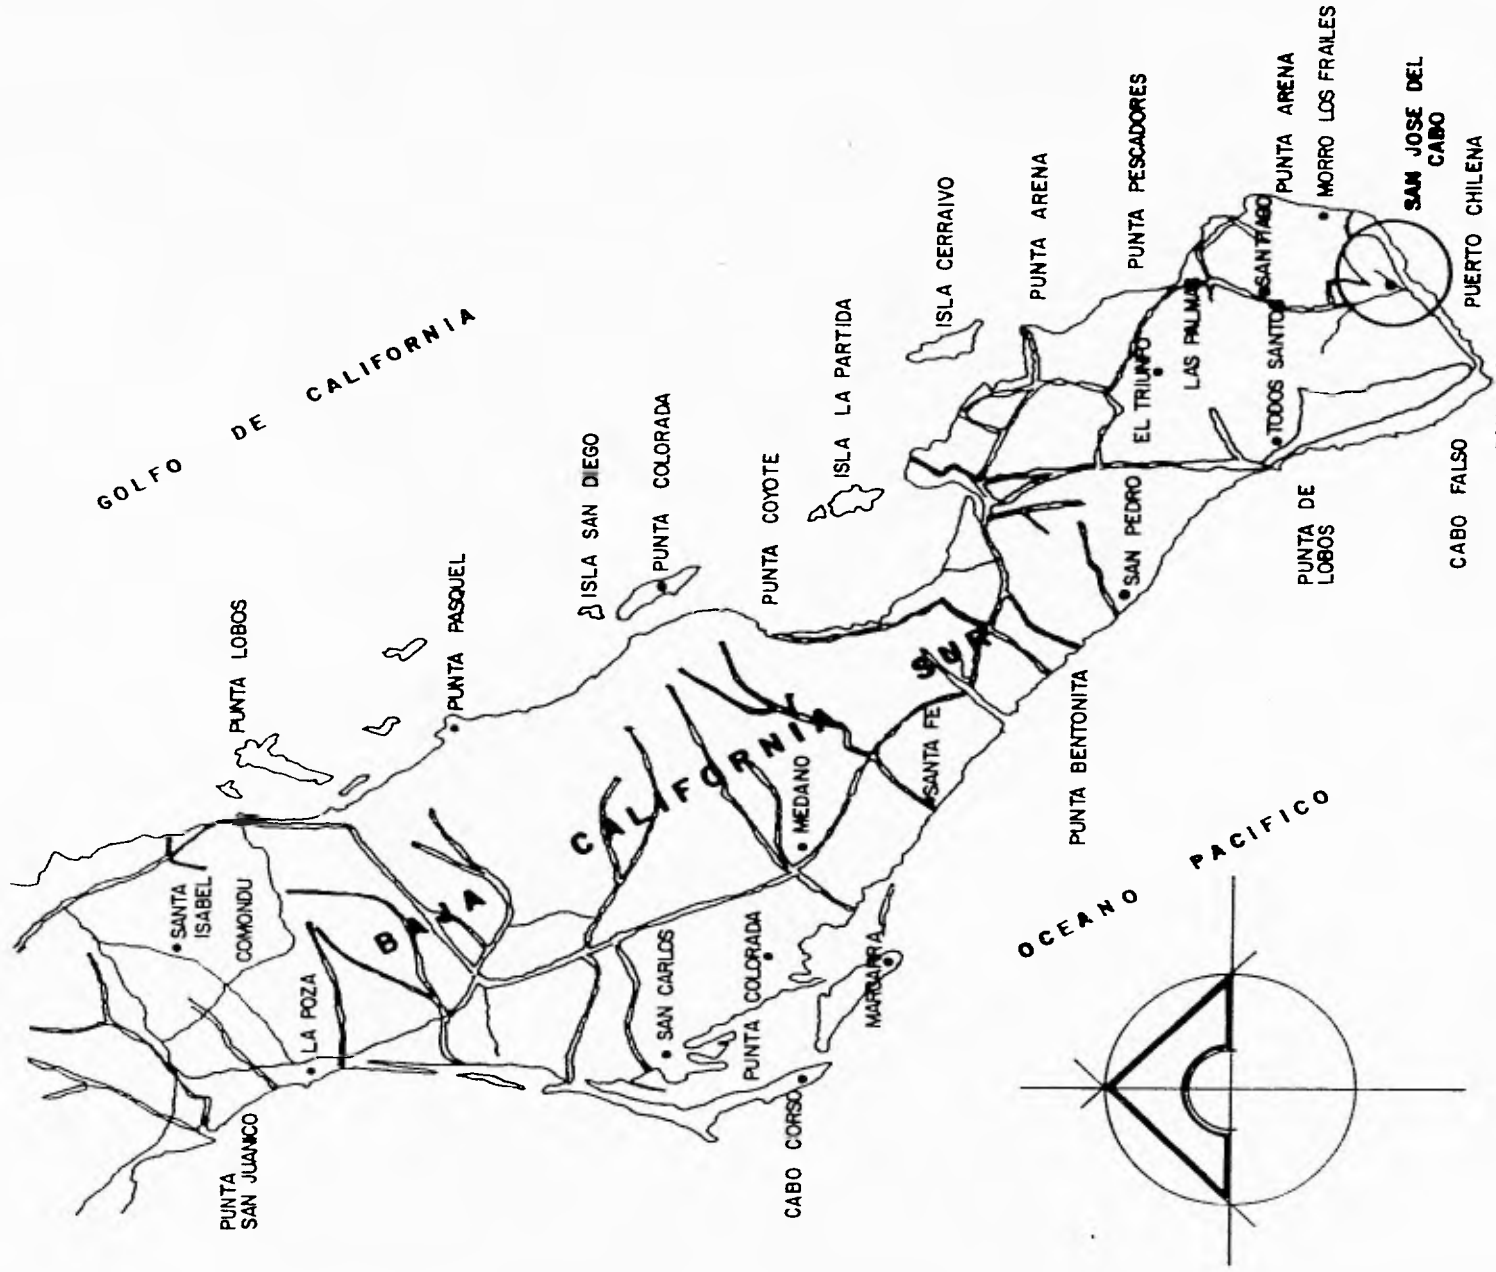 GOLFO DE CALIFORNIA
PUNTA LOBOS
PUNTA PASQUEL
ISLA SAN DIEGO
PUNTA COLORADA
PUNTA COYOTE
ISLA LA PARTIDA
ISLA CERRAIVO
PUNTA ARENA
PUNTA PESCADORES
PUNTA ARENA
MORRO LOS FRAILES
SAN JOSE DEL
CABO
PUERTO CHILENA
SANTIAGO
LAS PALMAS
TODOS SANTOS
EL TRIUNFO
SAN PEDRO
PUNTA DE
LOBOS
CABO FALSO
BAYA CALIFORNIA SUR
SANTA
ISABEL
COMONDU
LA POZA
PUNTA
SAN JUANICO
SAN CARLOS
PUNTA COLORADA
MEDANO
SANTA FE
PUNTA BENTONITA
CABO CORSO
OCEANO PACIFICO